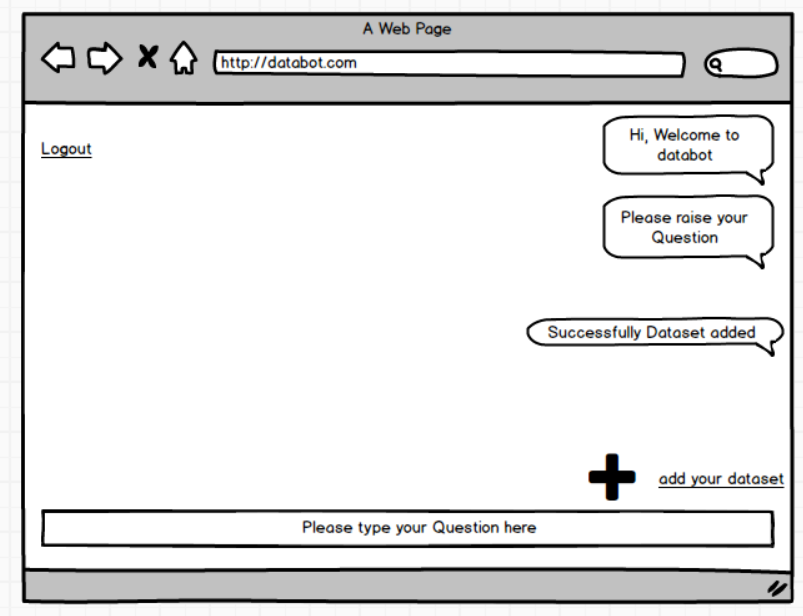 A Web Page
http://databot.com
Logout
Hi, Welcome to
databot
Please raise your
Question
Successfully Dataset added
add your dataset
Please type your Question here